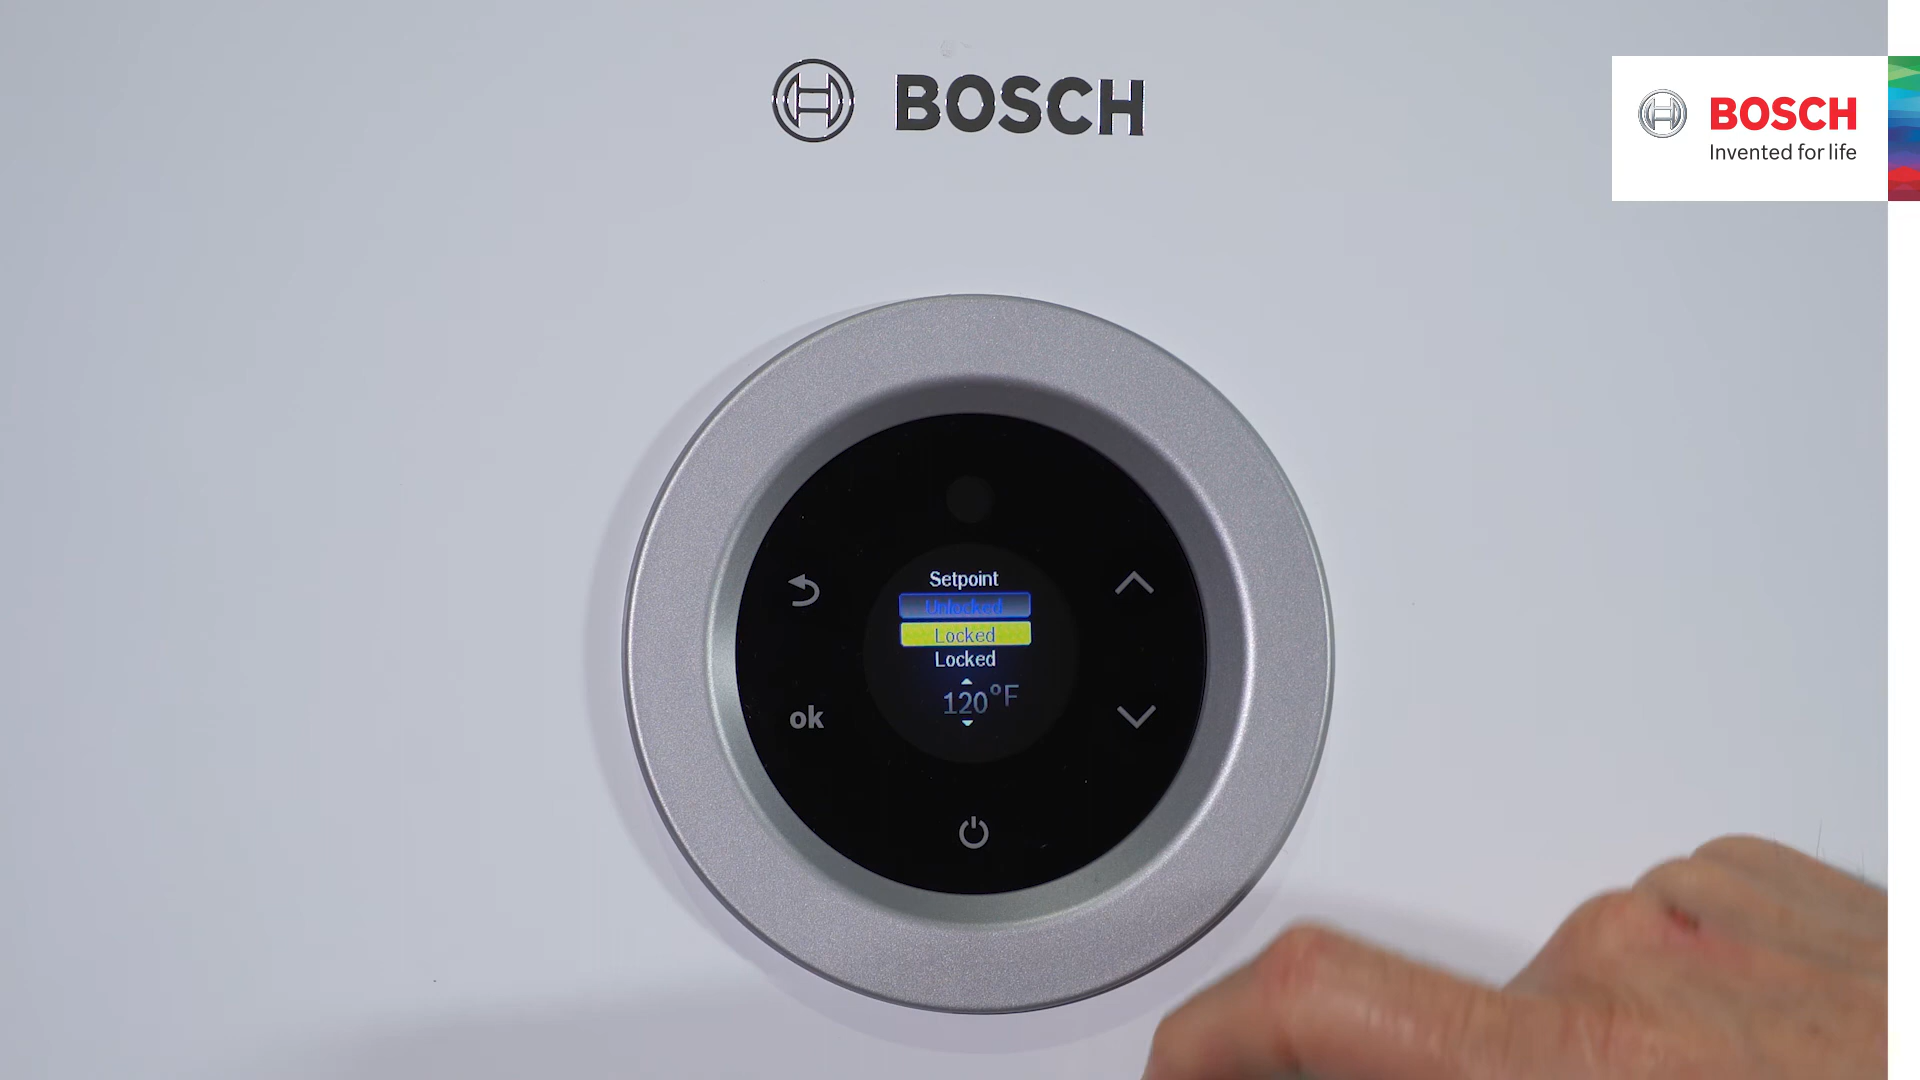 BOSCH
BOSCH
Invented for life
Setpoint
Unlocked
Locked
Locked
120°F
ok